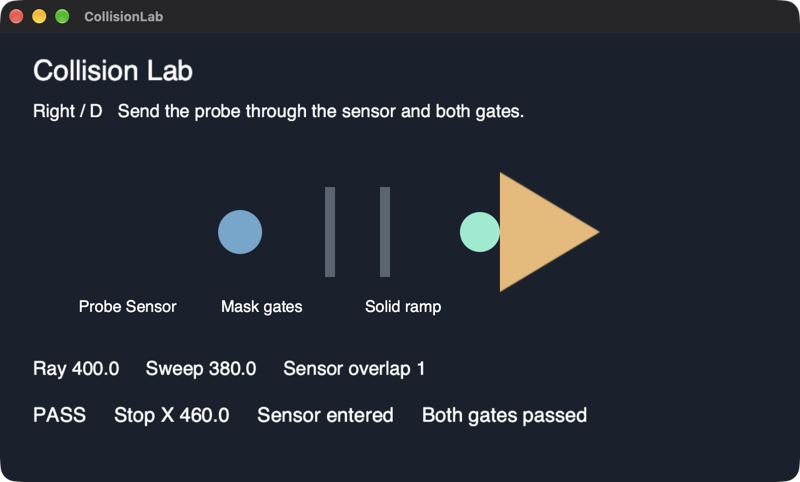 CollisionLab
Collision Lab
Right / D Send the probe through the sensor and both gates.
Probe Sensor Mask gates Solid ramp
Ray 400.0 Sweep 380.0 Sensor overlap 1
PASS Stop X 460.0 Sensor entered Both gates passed